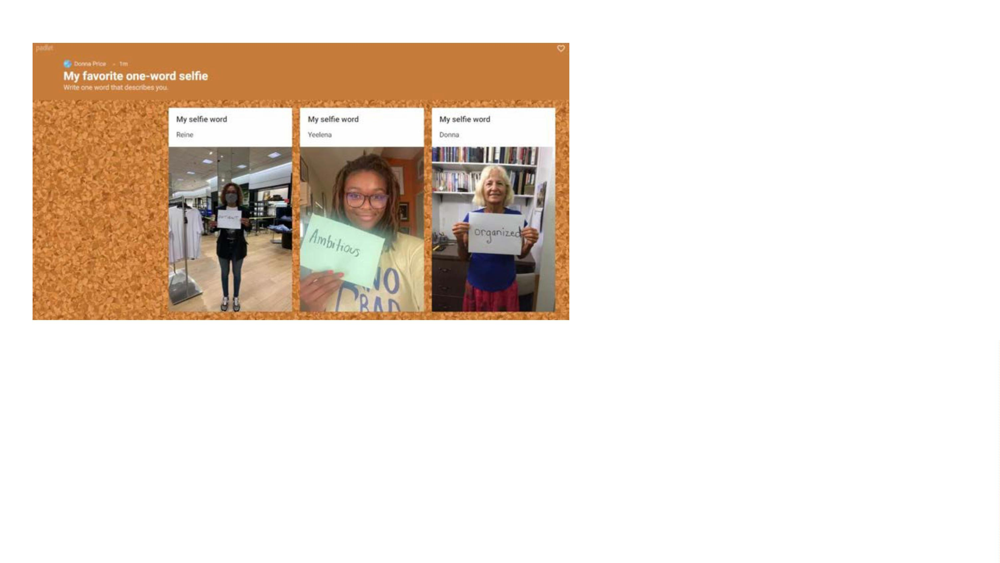 padlet
Donna Price • 1m
My favorite one-word selfie
Write one word that describes you.
My selfie word
Reine
PATIENT
My selfie word
Yeelena
Ambitious
NO
BAD
My selfie word
Donna
organized